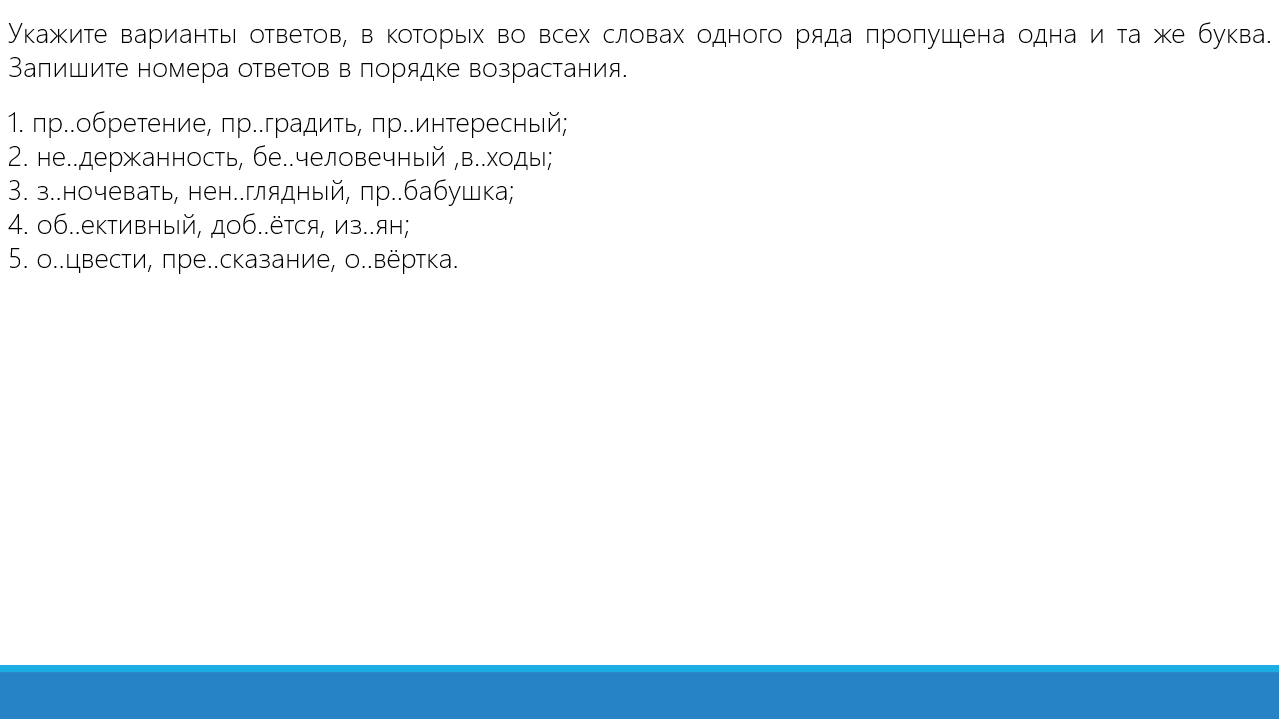 Укажите варианты ответов, в которых во всех словах одного ряда пропущена одна и та же буква.
Запишите номера ответов в порядке возрастания.
1. пр..обретение, пр..градить, пр..интересный;
2. не..держанность, бе..человечный ,в..ходы;
3. з..ночевать, нен..глядный, пр..бабушка;
4. об..ективный, доб..ётся, из..ян;
5. о..цвести, пре..сказание, о..вёртка.